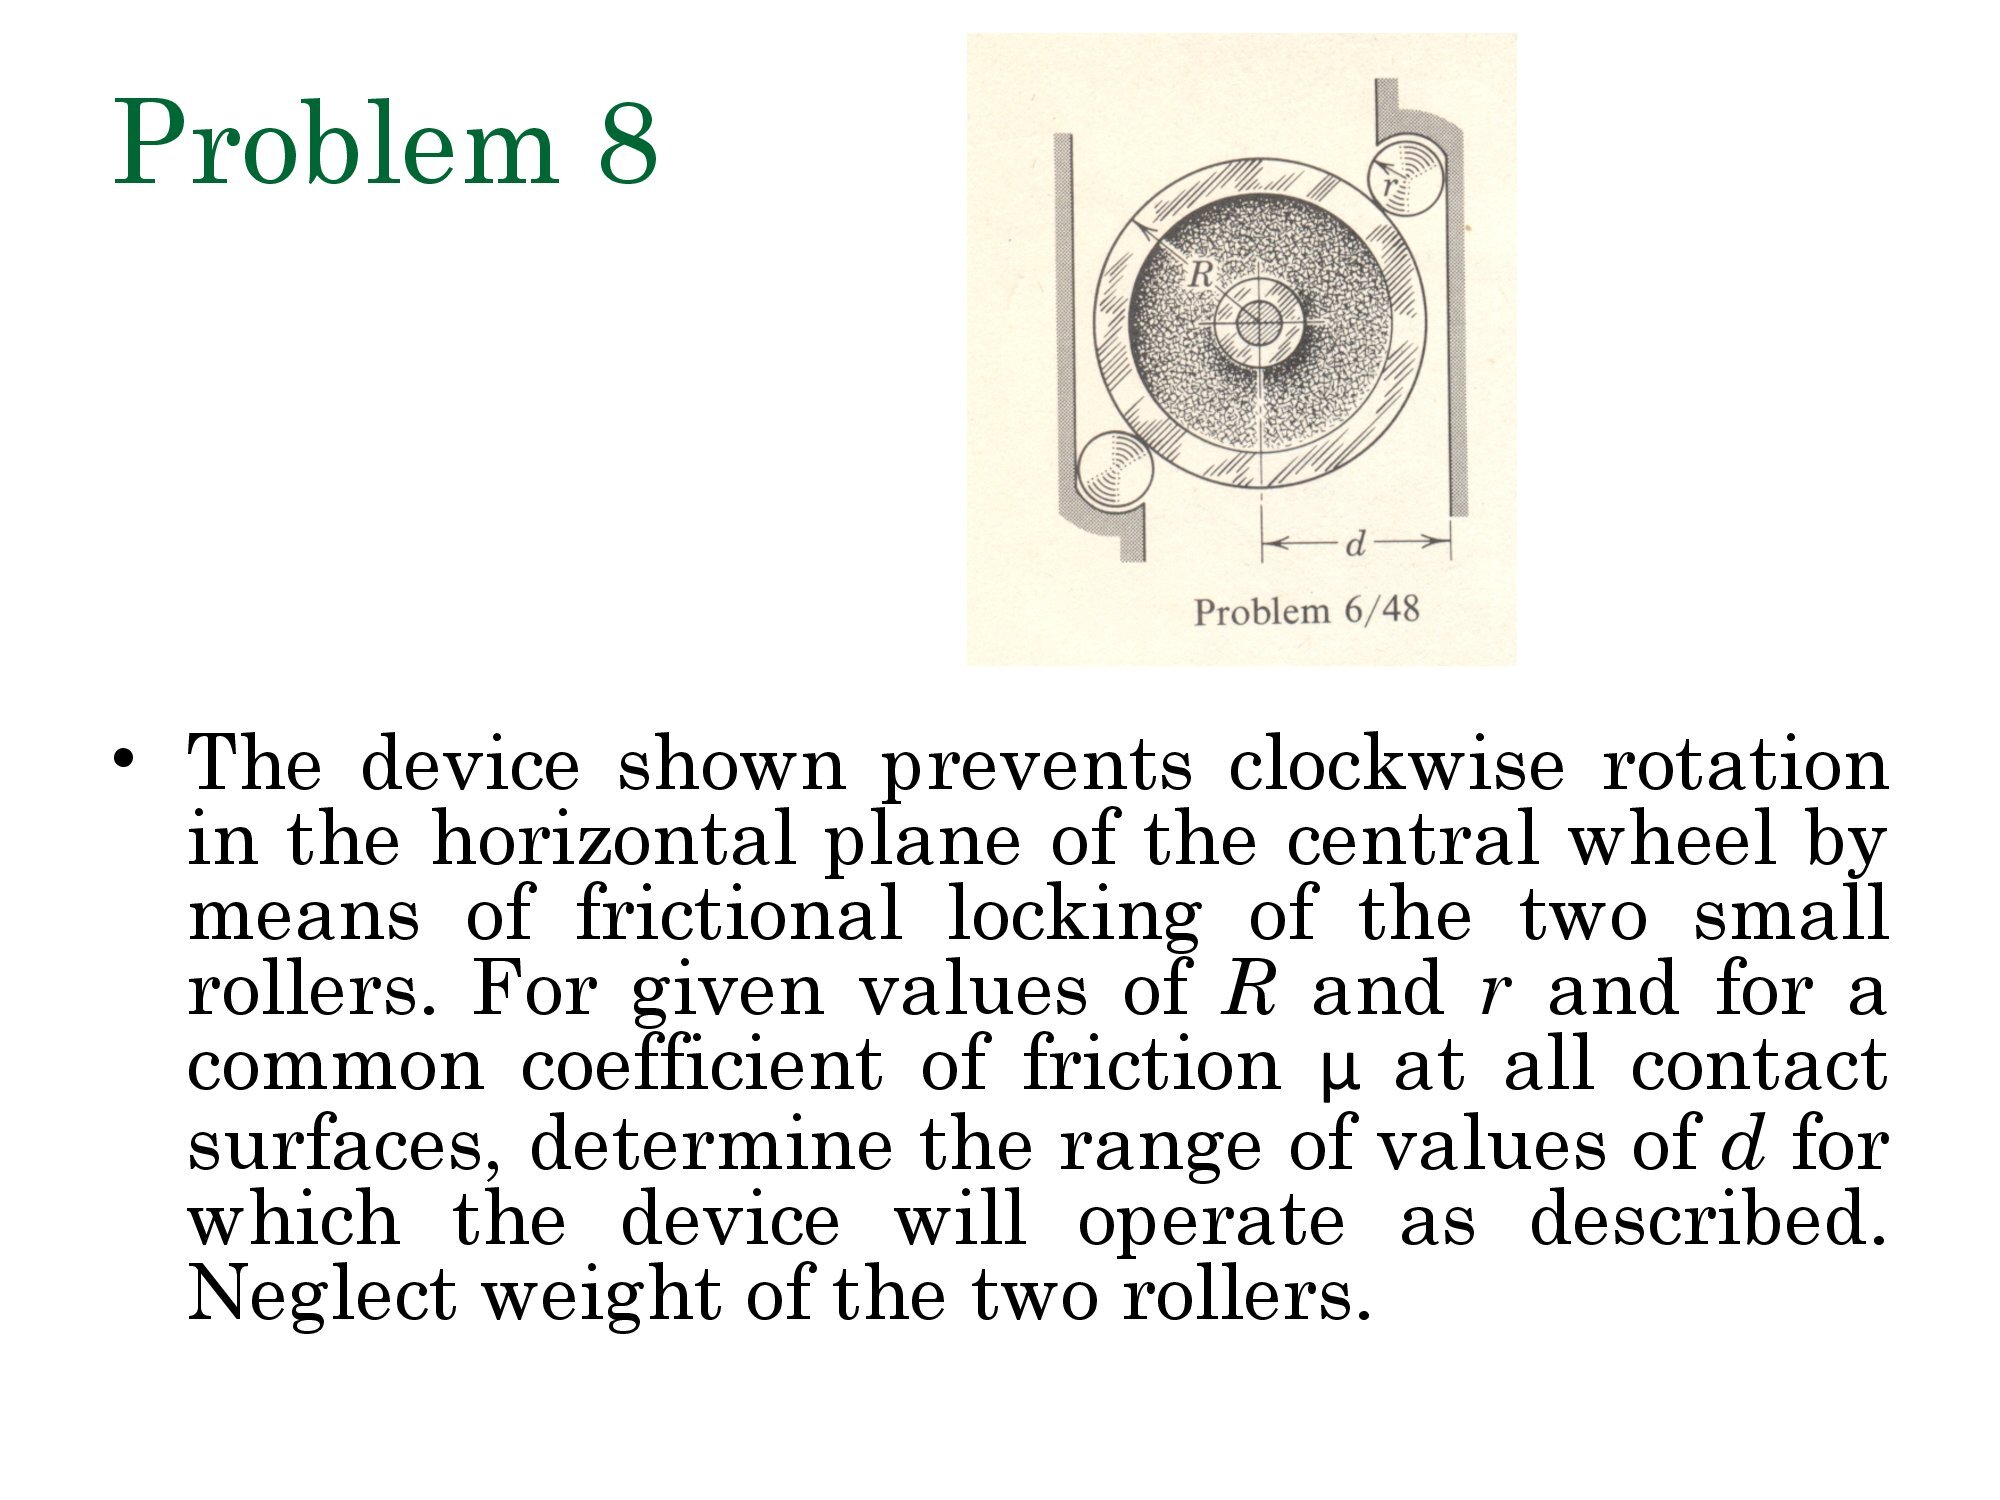 Problem 8
r
R
d
Problem 6/48
• The device shown prevents clockwise rotation
in the horizontal plane of the central wheel by
means of frictional locking of the two small
rollers. For given values of R and r and for a
common coefficient of friction μ at all contact
surfaces, determine the range of values of d for
which the device will operate as described.
Neglect weight of the two rollers.